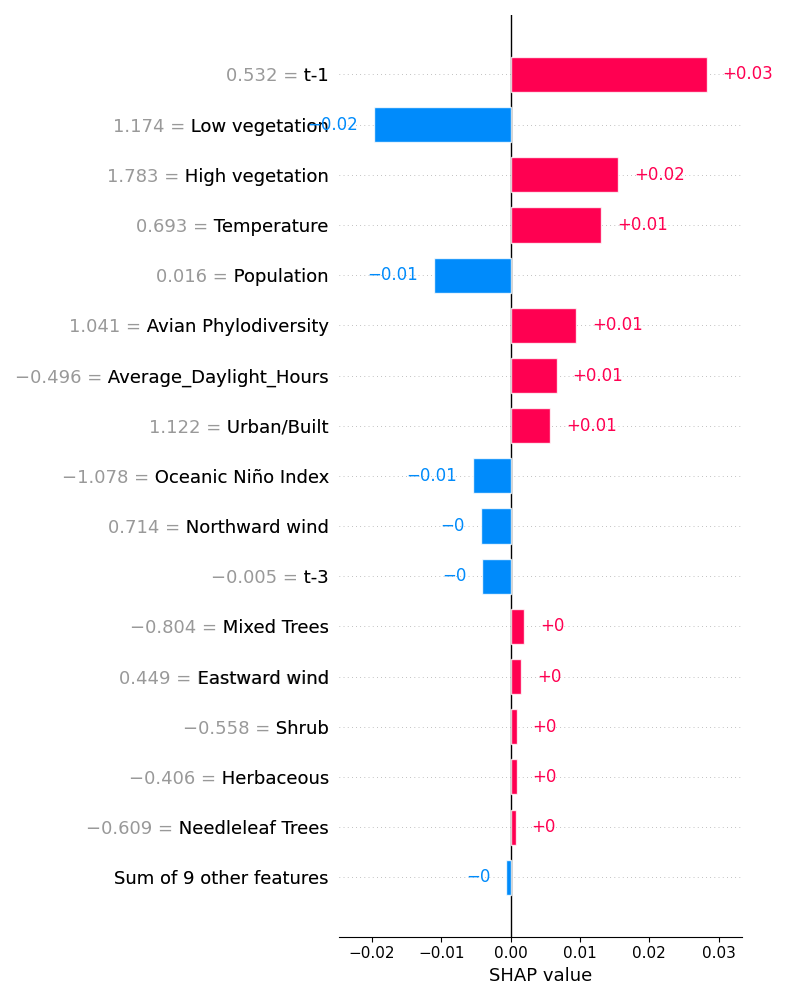 0.532 = t-1 +0.03
1.174 = Low vegetation −0.02
1.783 = High vegetation +0.02
0.693 = Temperature +0.01
0.016 = Population −0.01
1.041 = Avian Phylodiversity +0.01
−0.496 = Average_Daylight_Hours +0.01
1.122 = Urban/Built +0.01
−1.078 = Oceanic Niño Index −0.01
0.714 = Northward wind −0
−0.005 = t-3 −0
−0.804 = Mixed Trees +0
0.449 = Eastward wind +0
−0.558 = Shrub +0
−0.406 = Herbaceous +0
−0.609 = Needleleaf Trees +0
Sum of 9 other features −0
−0.02 −0.01 0.00 0.01 0.02 0.03
SHAP value